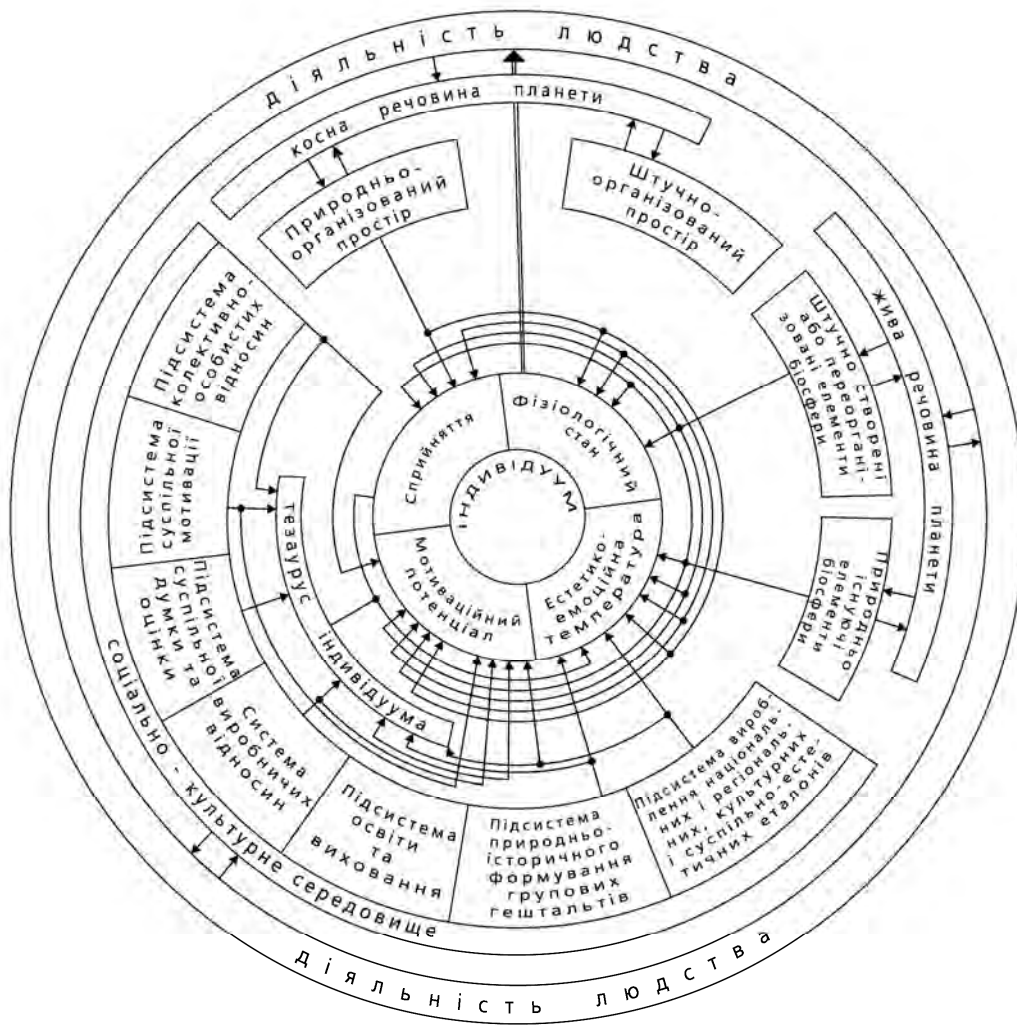 діяльність людства
косна речовина планети
Природньо-
організований
простір
Штучно-
організований
простір
жива речовина планети
Штучно створені
або переоргані-
зовані елементи
біосфери
Природньо
існуючі
елементи
біосфери
Підсистема
колективно-
особистих
відносин
Підсистема
суспільної
мотивації
Підсистема
суспільної
думки та
оцінки
Система
виробничих
відносин
Підсистема
освіти
та
виховання
Підсистема
природньо-
історичного
формування
групових
гештальтів
Підсистема вироб-
лення національ-
них і регіональ-
них, культурних
і суспільно-есте-
тичних еталонів
тезаурус індивідуума
Сприйняття
Фізіологічний
стан
ІНДИВІДУУМ
Мотиваційний
потенціал
Естетико-
емоційна
температура
соціально - культурне середовище
діяльність людства